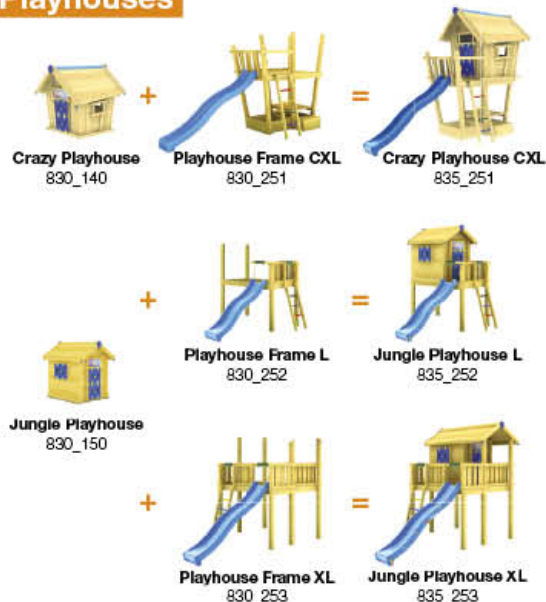 Playhouses
+
=
Crazy Playhouse
830_140
Playhouse Frame CXL
830_251
Crazy Playhouse CXL
835_251
+
=
Playhouse Frame L
830_252
Jungle Playhouse L
835_252
Jungle Playhouse
830_150
+
=
Playhouse Frame XL
830_253
Jungle Playhouse XL
835_253